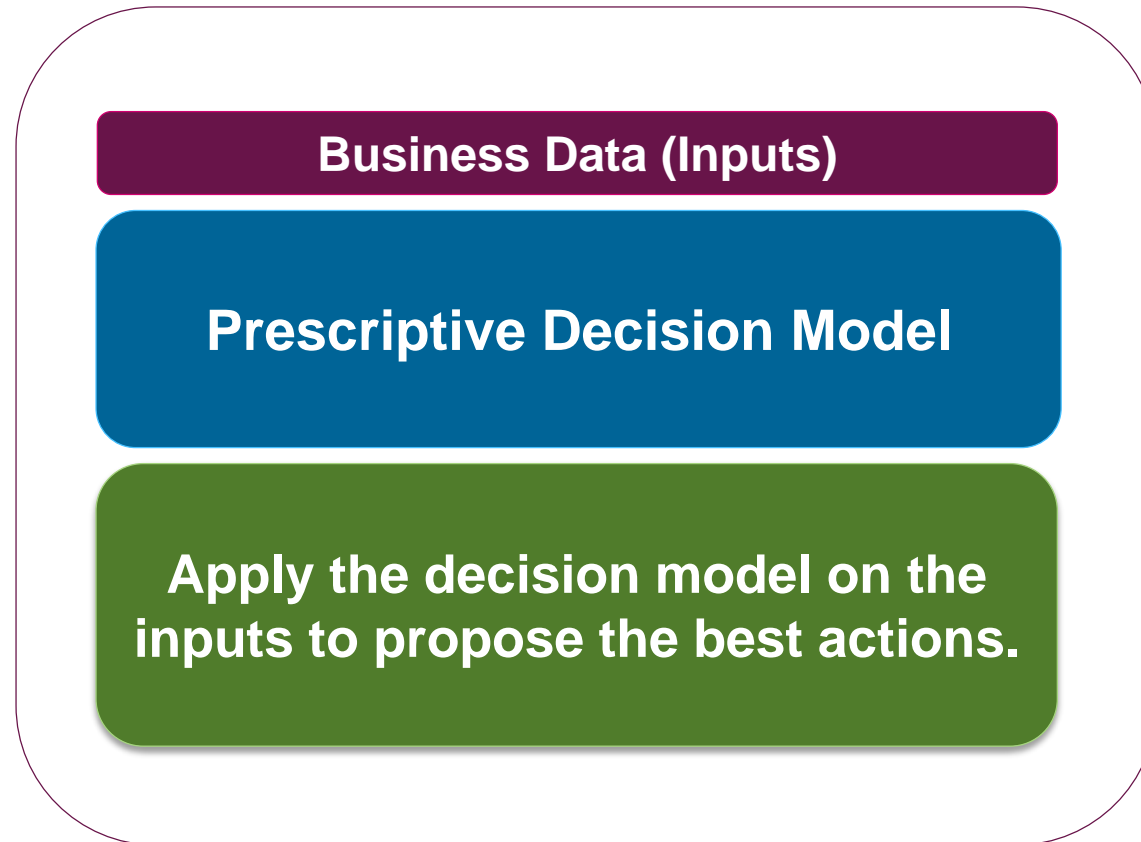 Business Data (Inputs)
Prescriptive Decision Model
Apply the decision model on the
inputs to propose the best actions.